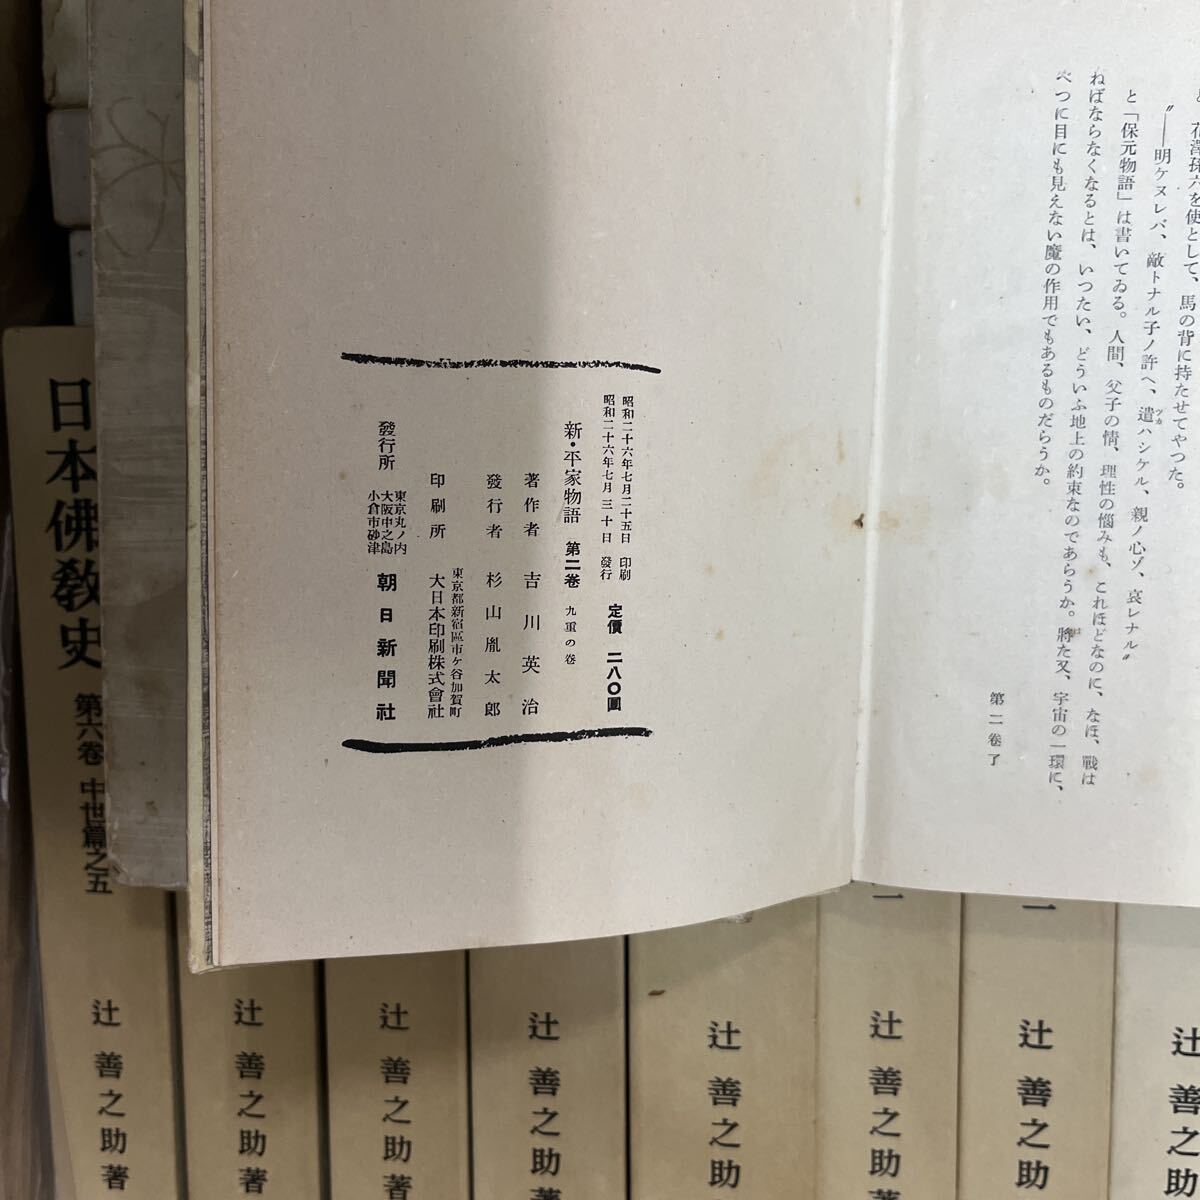 花澤孫六を使として、馬の背に持たせてやつた。
〝――明ケヌレバ、敵トナル子ノ許ヘ、遣ハシケル、親ノ心ゾ、哀レナル〟
ツカ
と「保元物語」は書いてゐる。人間、父子の情、理性の惱みも、これほどなのに、なほ、戰は
ねばならなくなるとは、いつたい、どういふ地上の約束なのであらうか。將た又、宇宙の一環に、
べつに目にも見えない魔の作用でもあるものだらうか。
第二卷了
昭和二十六年七月二十五日 印刷
昭和二十六年七月三十日 發行
定價 二八〇圓
新・平家物語 第二卷 九重の卷
著作者 吉川英治
發行者 杉山胤太郎
印刷所
東京都新宿區市ケ谷加賀町
大日本印刷株式會社
發行所
東京丸ノ内
大阪中之島
小倉市砂津
朝日新聞社
日本佛敎史 第六卷 中世篇之五
辻善之助著
辻善之助著
辻善之助著
辻善之助著
辻善之助
辻善之助著
辻善之助
辻善之助